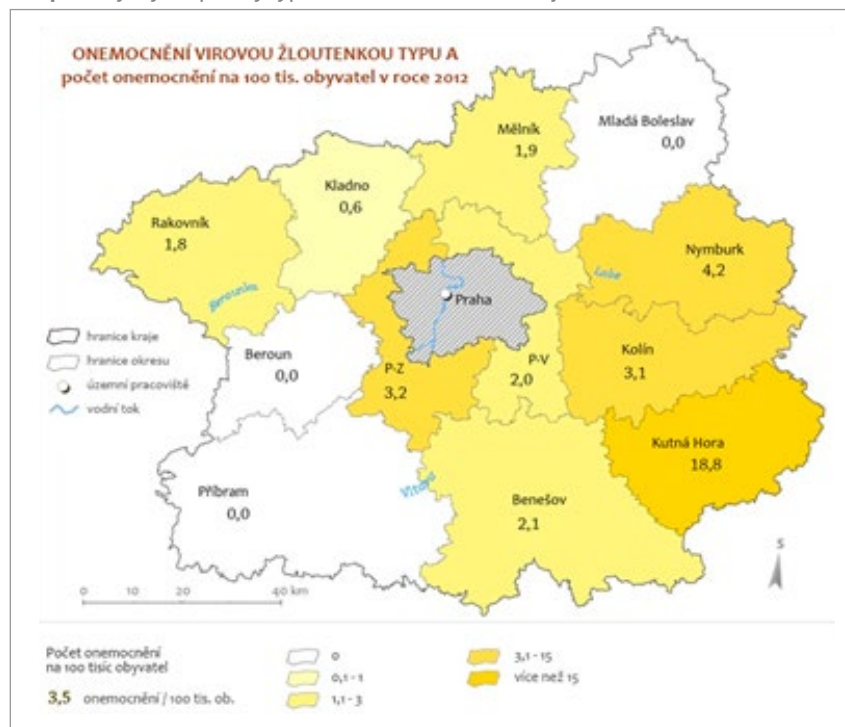 ONEMOCNĚNÍ VIROVOU ŽLOUTENKOU TYPU A
počet onemocnění na 100 tis. obyvatel v roce 2012
Mladá Boleslav
0,0
Mělník
1,9
Kladno
0,6
Rakovník
1,8
Nymburk
4,2
Labe
Berounka
Praha
hranice kraje
hranice okresu
územní pracoviště
vodní tok
Beroun
0,0
P-Z
3,2
P-V
2,0
Kolín
3,1
Kutná Hora
18,8
Příbram
0,0
Vltava
Benešov
2,1
S
0 20 40 km
Počet onemocnění
na 100 tisíc obyvatel
3,5 onemocnění / 100 tis. ob.
0
0,1 - 1
1,1 - 3
3,1 - 15
více než 15